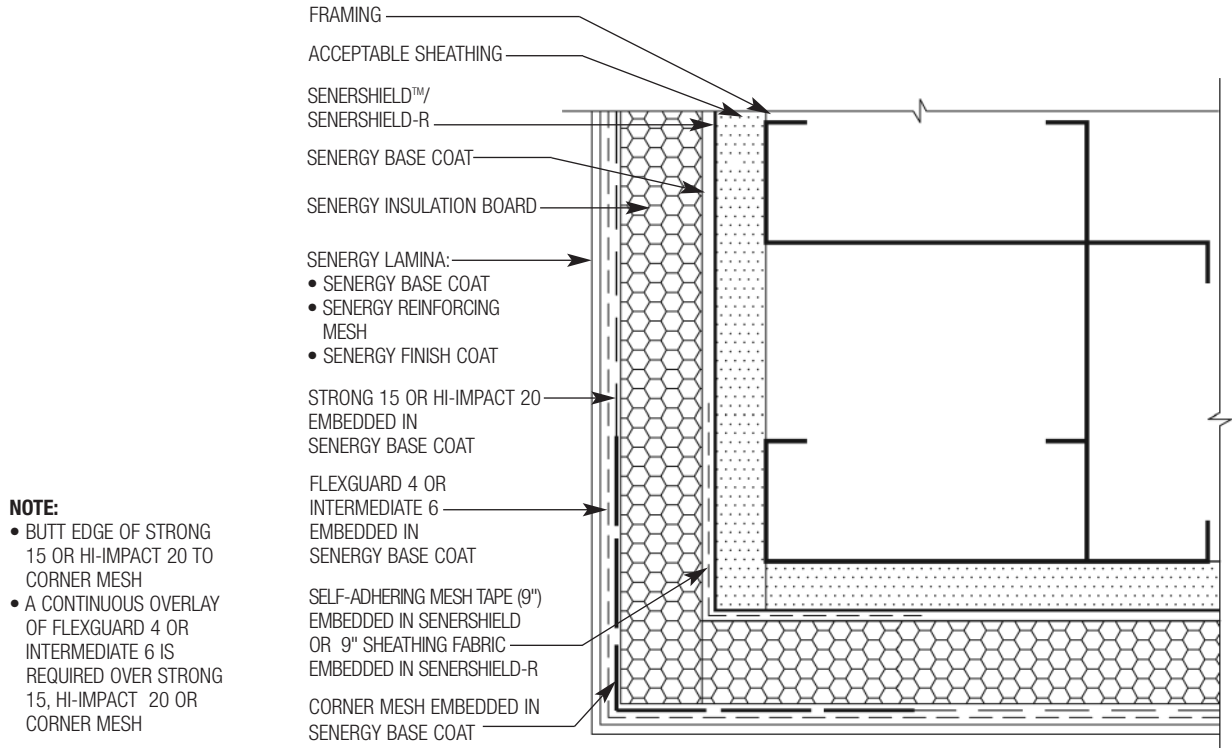 FRAMING
ACCEPTABLE SHEATHING
SENERSHIELD™/
SENERSHIELD-R
SENERGY BASE COAT
SENERGY INSULATION BOARD
SENERGY LAMINA:
• SENERGY BASE COAT
• SENERGY REINFORCING
MESH
• SENERGY FINISH COAT
STRONG 15 OR HI-IMPACT 20
EMBEDDED IN
SENERGY BASE COAT
FLEXGUARD 4 OR
INTERMEDIATE 6
EMBEDDED IN
SENERGY BASE COAT
SELF-ADHERING MESH TAPE (9")
EMBEDDED IN SENERSHIELD
OR 9" SHEATHING FABRIC
EMBEDDED IN SENERSHIELD-R
CORNER MESH EMBEDDED IN
SENERGY BASE COAT
NOTE:
• BUTT EDGE OF STRONG
15 OR HI-IMPACT 20 TO
CORNER MESH
• A CONTINUOUS OVERLAY
OF FLEXGUARD 4 OR
INTERMEDIATE 6 IS
REQUIRED OVER STRONG
15, HI-IMPACT 20 OR
CORNER MESH